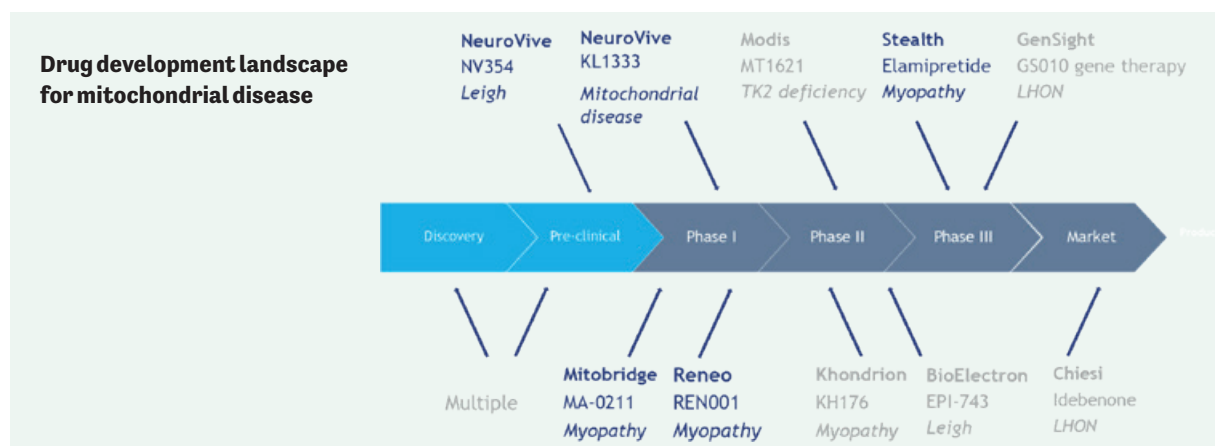 Drug development landscape
for mitochondrial disease
NeuroVive
NV354
Leigh
NeuroVive
KL1333
Mitochondrial
disease
Modis
MT1621
TK2 deficiency
Stealth
Elamipretide
Myopathy
GenSight
GS010 gene therapy
LHON
Discovery
Pre-clinical
Phase I
Phase II
Phase III
Market
Multiple
Mitobridge
MA-0211
Myopathy
Reneo
REN001
Myopathy
Khondrion
KH176
Myopathy
BioElectron
EPI-743
Leigh
Chiesi
Idebenone
LHON